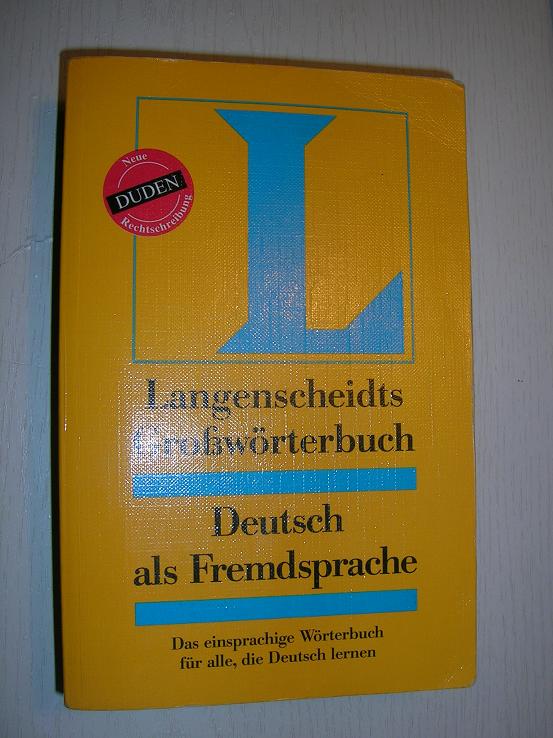 L
Neue
DUDEN
Rechtschreibung
Langenscheidts
Großwörterbuch
Deutsch
als Fremdsprache
Das einsprachige Wörterbuch
für alle, die Deutsch lernen